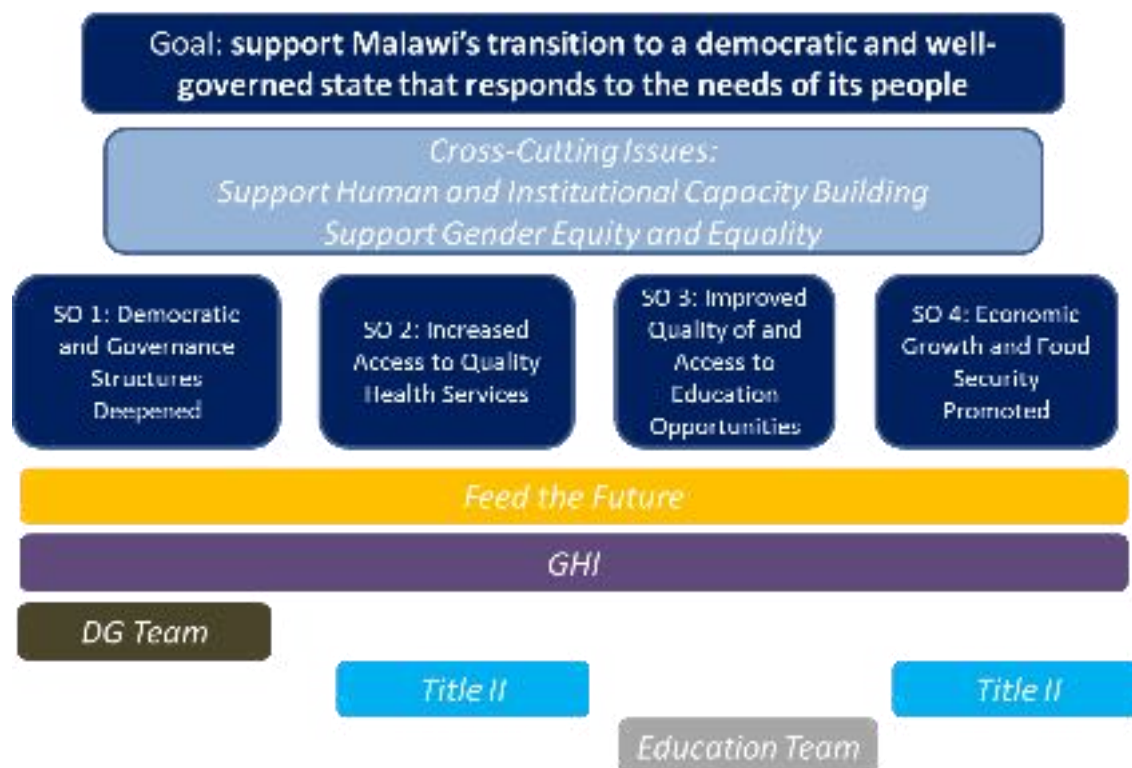 Goal: support Malawi's transition to a democratic and well-
governed state that responds to the needs of its people
Cross-Cutting Issues:
Support Human and Institutional Capacity Building
Support Gender Equity and Equality
SO 1: Democratic
and Governance
Structures
Deepened
SO 2: Increased
Access to Quality
Health Services
SO 3: Improved
Quality of and
Access to
Education
Opportunities
SO 4: Economic
Growth and Food
Security
Promoted
Feed the Future
GHI
DG Team
Title II
Title II
Education Team